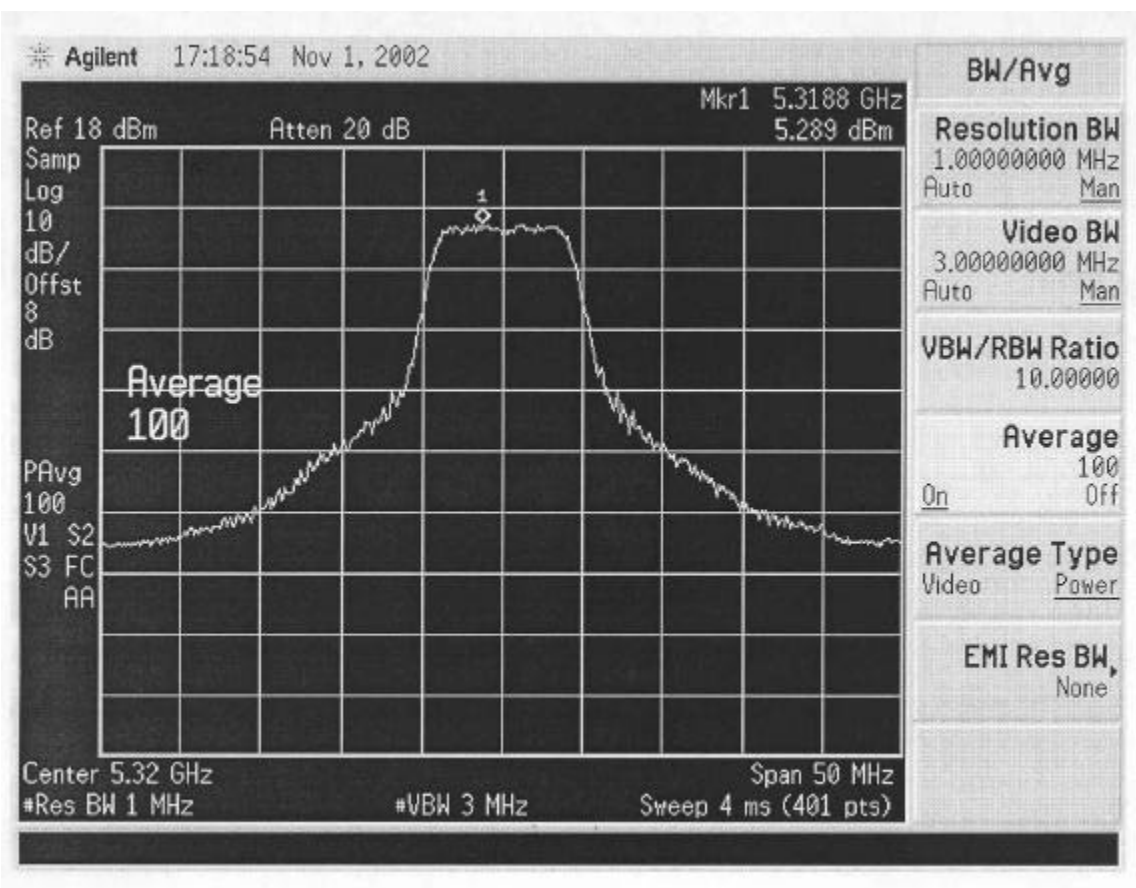 Agilent 17:18:54 Nov 1, 2002
Mkr1 5.3188 GHz
Ref 18 dBm Atten 20 dB 5.289 dBm
Samp
Log
10
dB/
Offst
8
dB
1
Average
100
PAvg
100
V1 S2
S3 FC
AA
Center 5.32 GHz Span 50 MHz
#Res BW 1 MHz #VBW 3 MHz Sweep 4 ms (401 pts)
BW/Avg
Resolution BW
1.00000000 MHz
Auto Man
Video BW
3.00000000 MHz
Auto Man
VBW/RBW Ratio
10.00000
Average
100
On Off
Average Type
Video Power
EMI Res BW
None